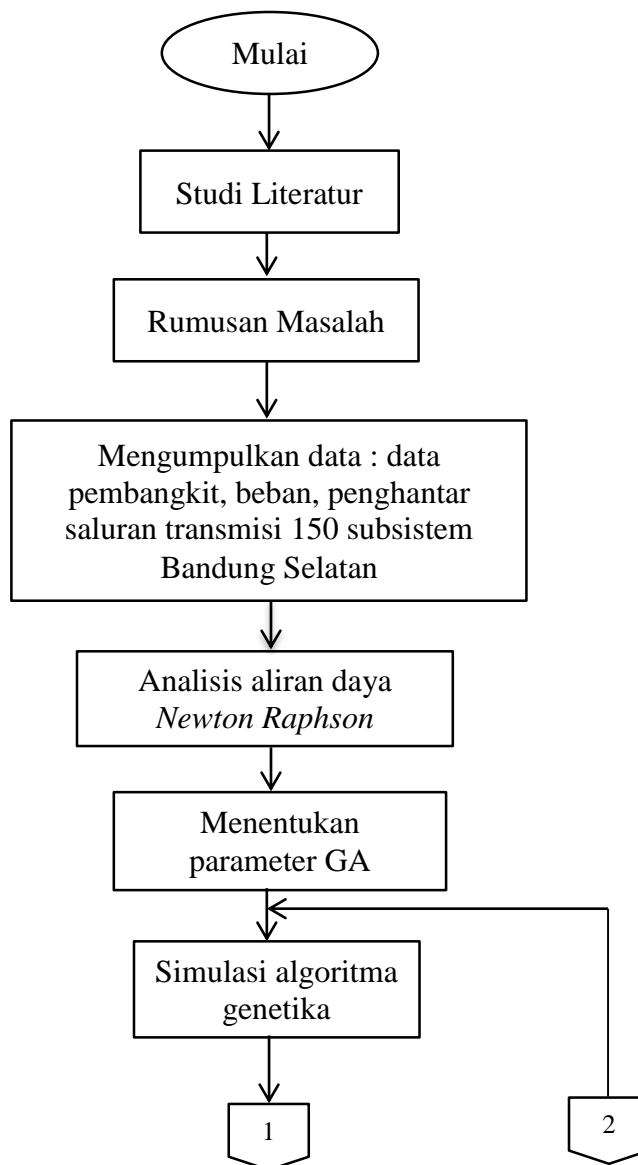 Mulai
Studi Literatur
Rumusan Masalah
Mengumpulkan data : data
pembangkit, beban, penghantar
saluran transmisi 150 subsistem
Bandung Selatan
Analisis aliran daya
Newton Raphson
Menentukan
parameter GA
Simulasi algoritma
genetika
1
2